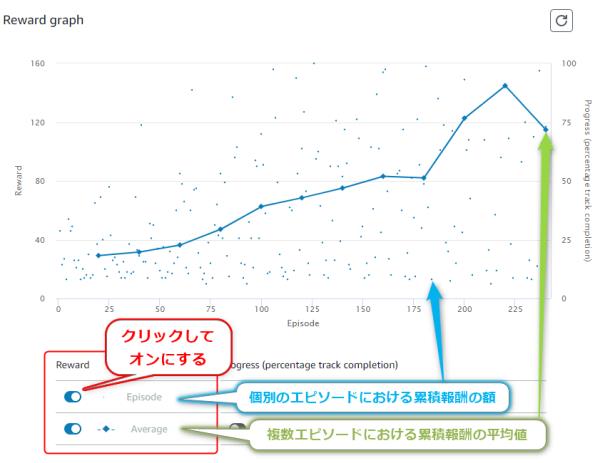 Reward graph
160
120
80
40
0
100
75
50
25
0
Reward
Progress (percentage track completion)
0
25
50
75
100
125
150
175
200
225
Episode
クリックして
オンにする
Reward
rogress (percentage track completion)
Episode
個別のエピソードにおける累積報酬の額
Average
複数エピソードにおける累積報酬の平均値